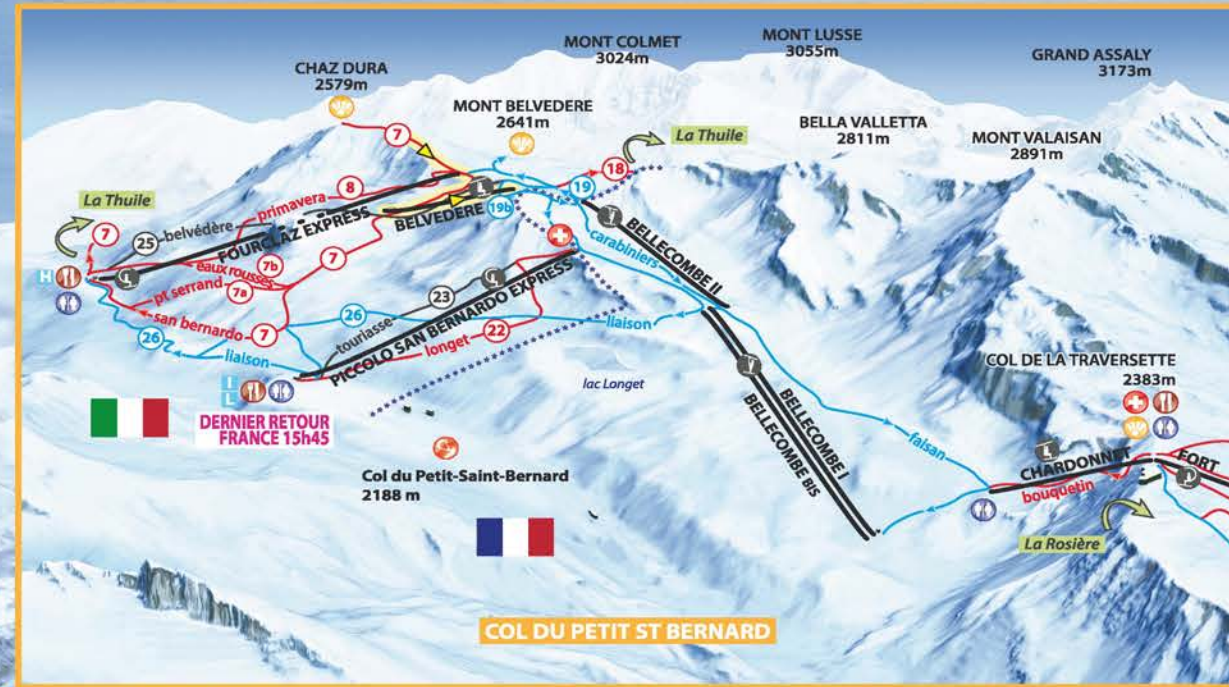 MONT COLMET
3024m
MONT LUSSE
3055m
GRAND ASSALY
3173m
CHAZ DURA
2579m
MONT BELVEDERE
2641m
La Thuile
BELLA VALLETTA
2811m
MONT VALAISAN
2891m
7
18
La Thuile
8
primavera
19
19b
7
25
belvédère
FOURCLAZ EXPRESS
BELVEDERE
BELLECOMBE II
carabiniers
H
7b
eaux rousses
7
pt serrand
7a
23
san bernardo
7
26
tourlasse
PICCOLO SAN BERNARDO EXPRESS
22
longet
liaison
26
liaison
I
L
DERNIER RETOUR
FRANCE 15h45
lac Longet
BELLECOMBE I
BELLECOMBE BIS
COL DE LA TRAVERSETTE
2383m
faisan
CHARDONNET
FORT
bouquetin
Col du Petit-Saint-Bernard
2188 m
La Rosière
COL DU PETIT ST BERNARD